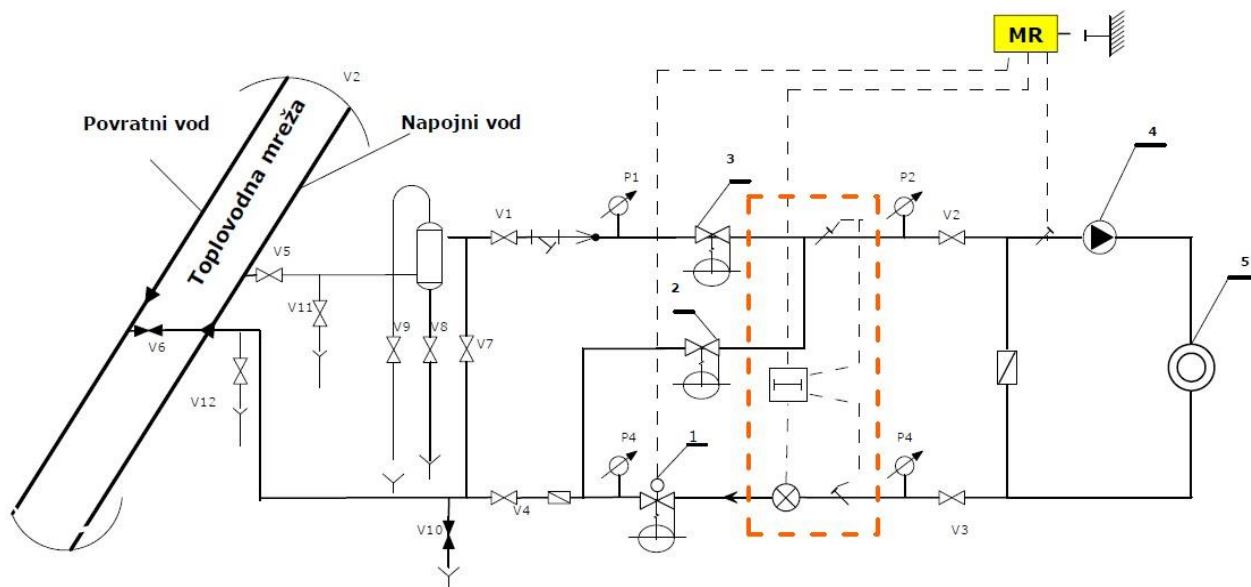 MR
V2
Povratni vod
Napojni vod
Toplovodna mreža
4
3
P1
P2
V1
V2
V5
5
V11
V9
V8
V7
2
V6
V12
P4
1
P4
V4
V10
V3